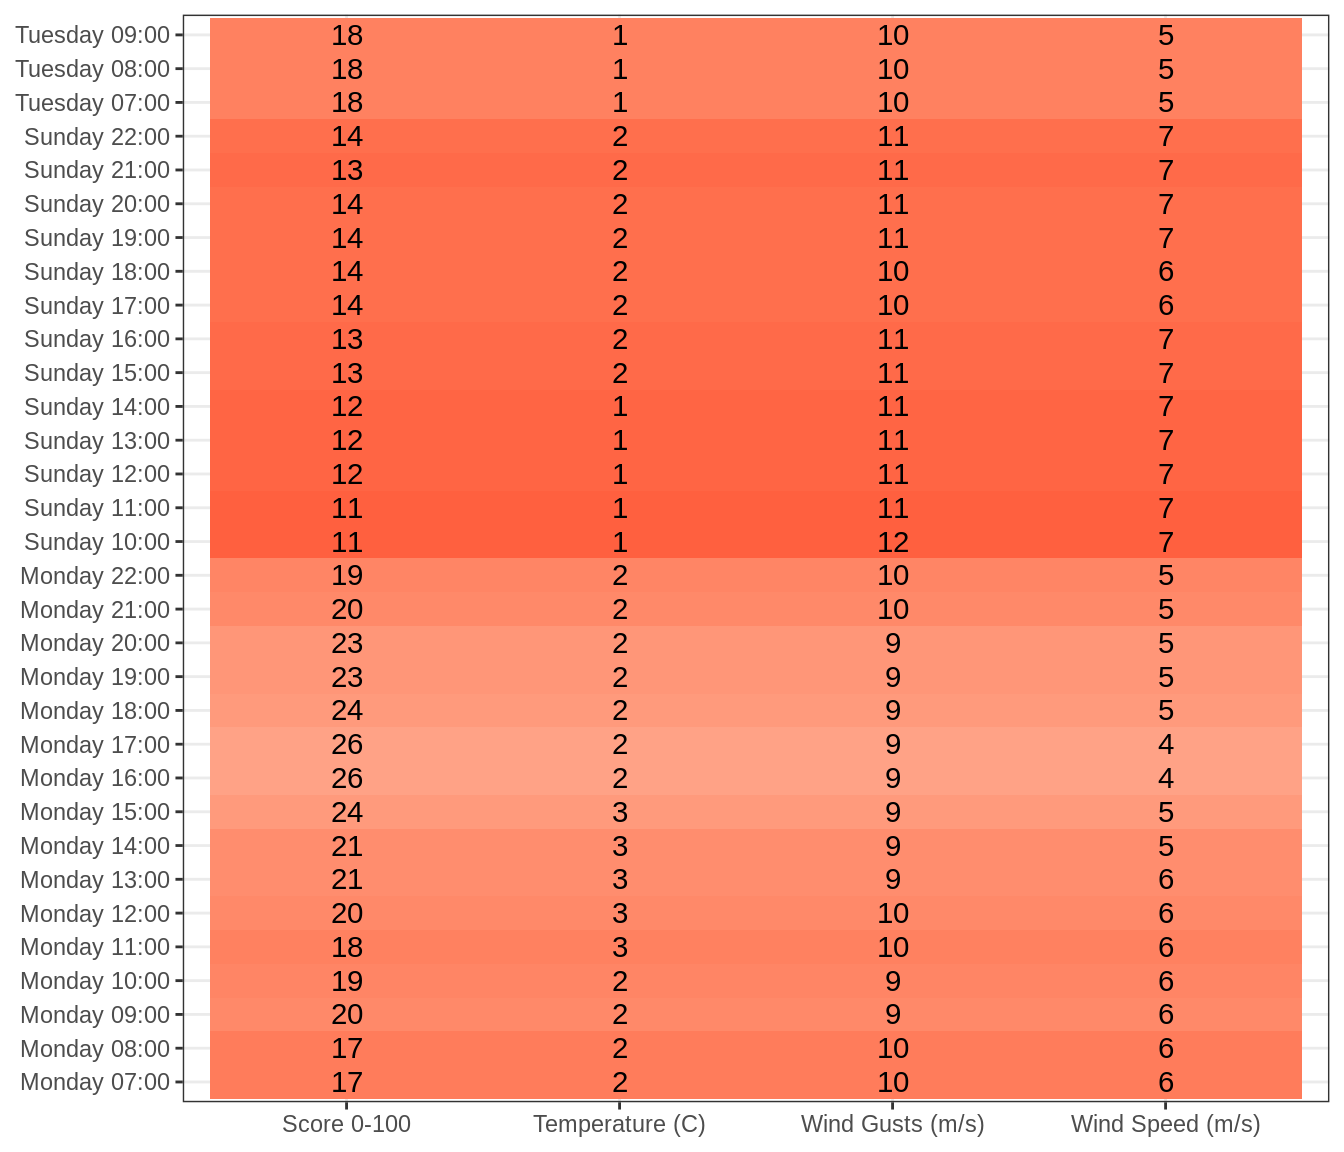 Tuesday 09:00 18 1 10 5
Tuesday 08:00 18 1 10 5
Tuesday 07:00 18 1 10 5
Sunday 22:00 14 2 11 7
Sunday 21:00 13 2 11 7
Sunday 20:00 14 2 11 7
Sunday 19:00 14 2 11 7
Sunday 18:00 14 2 10 6
Sunday 17:00 14 2 10 6
Sunday 16:00 13 2 11 7
Sunday 15:00 13 2 11 7
Sunday 14:00 12 1 11 7
Sunday 13:00 12 1 11 7
Sunday 12:00 12 1 11 7
Sunday 11:00 11 1 11 7
Sunday 10:00 11 1 12 7
Monday 22:00 19 2 10 5
Monday 21:00 20 2 10 5
Monday 20:00 23 2 9 5
Monday 19:00 23 2 9 5
Monday 18:00 24 2 9 5
Monday 17:00 26 2 9 4
Monday 16:00 26 2 9 4
Monday 15:00 24 3 9 5
Monday 14:00 21 3 9 5
Monday 13:00 21 3 9 6
Monday 12:00 20 3 10 6
Monday 11:00 18 3 10 6
Monday 10:00 19 2 9 6
Monday 09:00 20 2 9 6
Monday 08:00 17 2 10 6
Monday 07:00 17 2 10 6
Score 0-100 Temperature (C) Wind Gusts (m/s) Wind Speed (m/s)